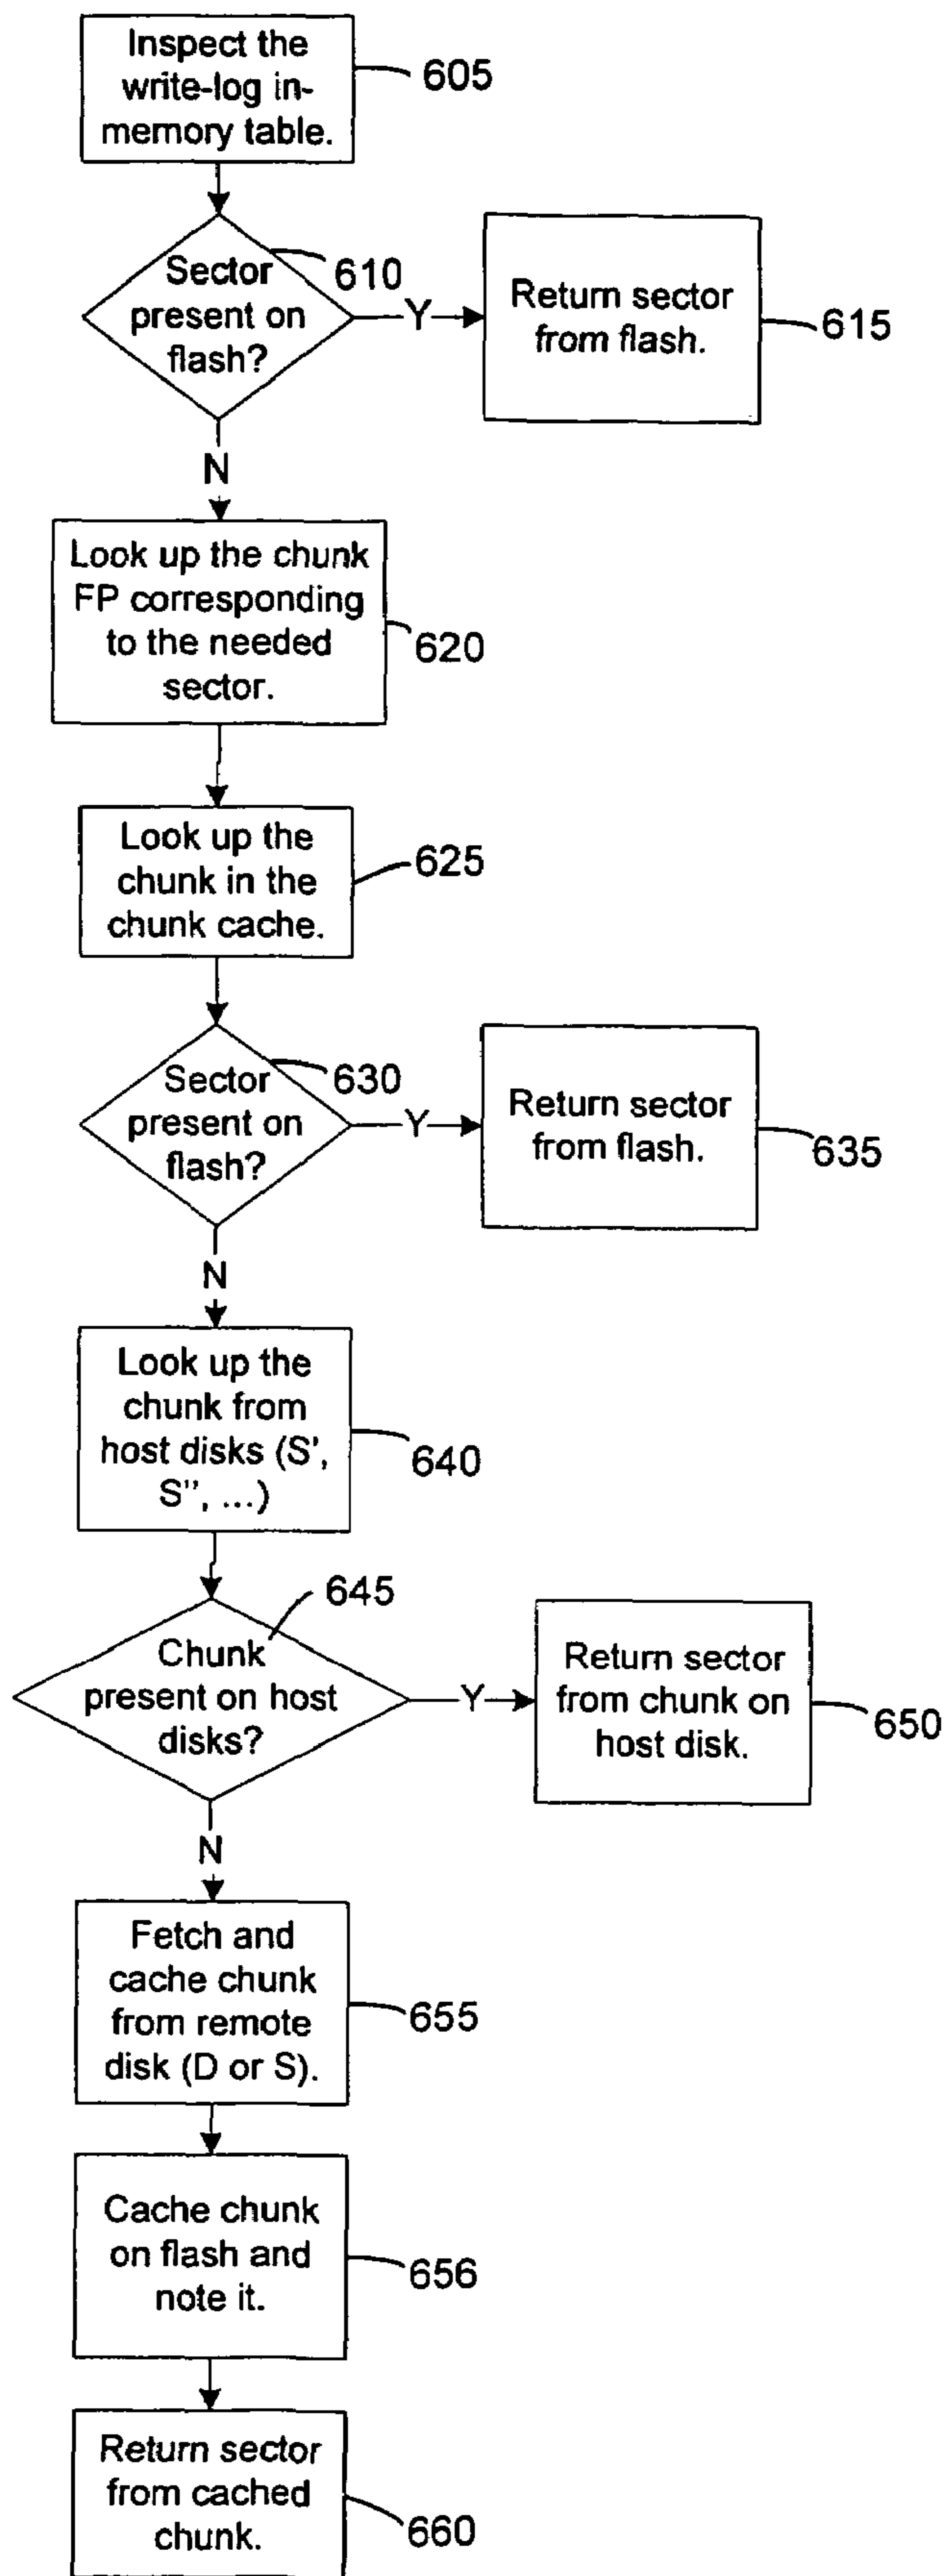 Inspect the
write-log in-
memory table.
605
Sector
present on
flash?
610
Y
Return sector
from flash.
615
N
Look up the chunk
FP corresponding
to the needed
sector.
620
Look up the
chunk in the
chunk cache.
625
Sector
present on
flash?
630
Y
Return sector
from flash.
635
N
Look up the
chunk from
host disks (S',
S'', ...)
640
645
Chunk
present on host
disks?
Y
Return sector
from chunk on
host disk.
650
N
Fetch and
cache chunk
from remote
disk (D or S).
655
Cache chunk
on flash and
note it.
656
Return sector
from cached
chunk.
660